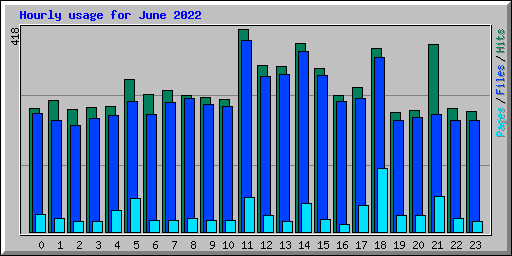 Hourly usage for June 2022
418
Pages/Files/Hits
0 1 2 3 4 5 6 7 8 9 10 11 12 13 14 15 16 17 18 19 20 21 22 23